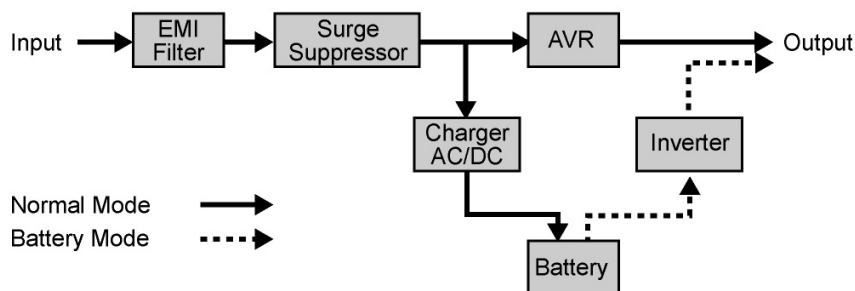 Input
EMI
Filter
Surge
Suppressor
AVR
Output
Charger
AC/DC
Inverter
Normal Mode
Battery Mode
Battery